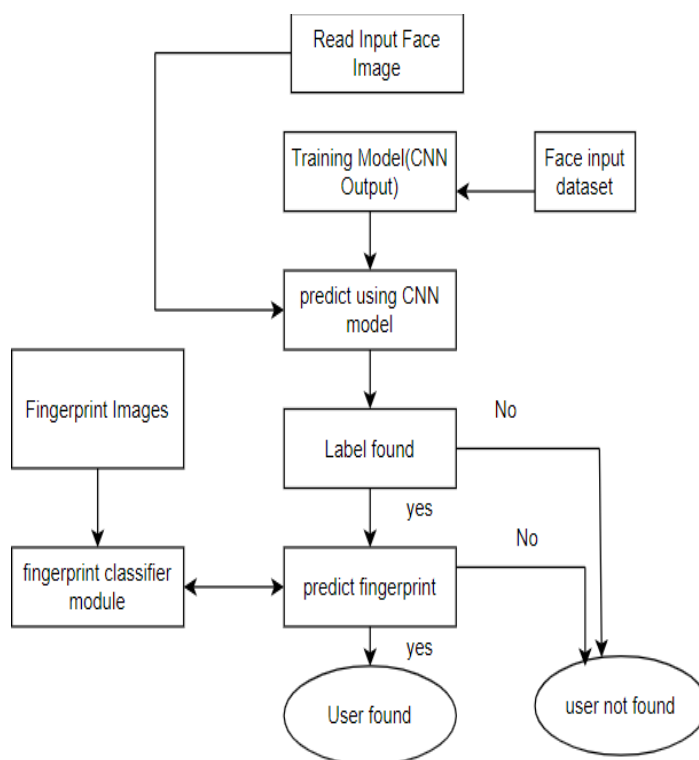 Read Input Face
Image
Training Model(CNN
Output)
Face input
dataset
predict using CNN
model
Fingerprint Images
No
Label found
yes
No
fingerprint classifier
module
predict fingerprint
yes
User found
user not found